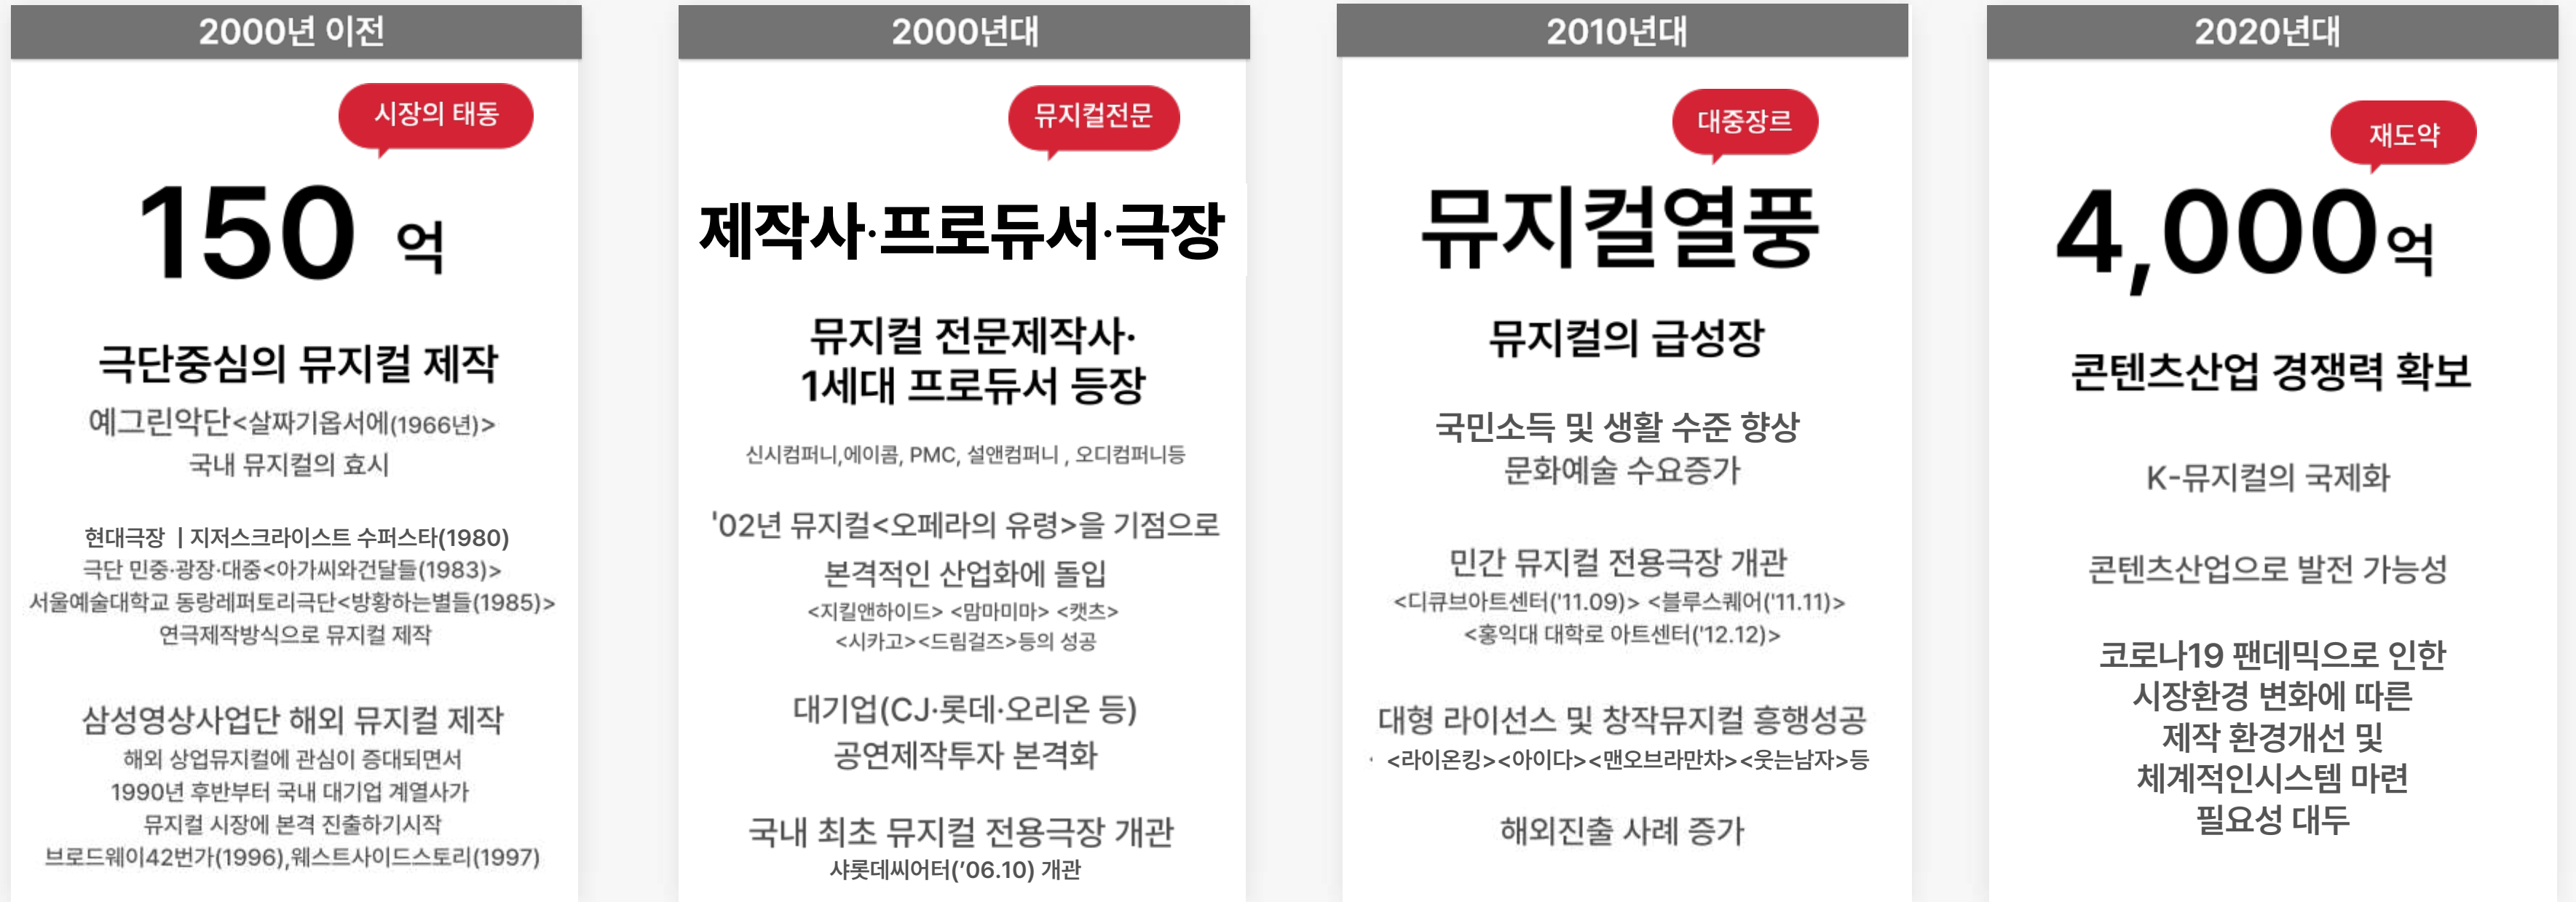 2000년 이전
시장의 태동
150 억
극단중심의 뮤지컬 제작
예그린악단<살짜기옵서예(1966년)>
국내 뮤지컬의 효시
현대극장 | 지저스크라이스트 수퍼스타(1980)
극단 민중·광장·대중<아가씨와건달들(1983)>
서울예술대학교 동랑레퍼토리극단<방황하는별들(1985)>
연극제작방식으로 뮤지컬 제작
삼성영상사업단 해외 뮤지컬 제작
해외 상업뮤지컬에 관심이 증대되면서
1990년 후반부터 국내 대기업 계열사가
뮤지컬 시장에 본격 진출하기시작
브로드웨이42번가(1996),웨스트사이드스토리(1997)
2000년대
뮤지컬전문
제작사·프로듀서·극장
뮤지컬 전문제작사·
1세대 프로듀서 등장
신시컴퍼니,에이콤, PMC, 설앤컴퍼니 , 오디컴퍼니등
'02년 뮤지컬<오페라의 유령>을 기점으로
본격적인 산업화에 돌입
<지킬앤하이드> <맘마미마> <캣츠>
<시카고><드림걸즈>등의 성공
대기업(CJ·롯데·오리온 등)
공연제작투자 본격화
국내 최초 뮤지컬 전용극장 개관
샤롯데씨어터('06.10) 개관
2010년대
대중장르
뮤지컬열풍
뮤지컬의 급성장
국민소득 및 생활 수준 향상
문화예술 수요증가
민간 뮤지컬 전용극장 개관
<디큐브아트센터('11.09)> <블루스퀘어('11.11)>
<홍익대 대학로 아트센터('12.12)>
대형 라이선스 및 창작뮤지컬 흥행성공
· <라이온킹><아이다><맨오브라만차><웃는남자>등
해외진출 사례 증가
2020년대
재도약
4,000억
콘텐츠산업 경쟁력 확보
K-뮤지컬의 국제화
콘텐츠산업으로 발전 가능성
코로나19 팬데믹으로 인한
시장환경 변화에 따른
제작 환경개선 및
체계적인시스템 마련
필요성 대두